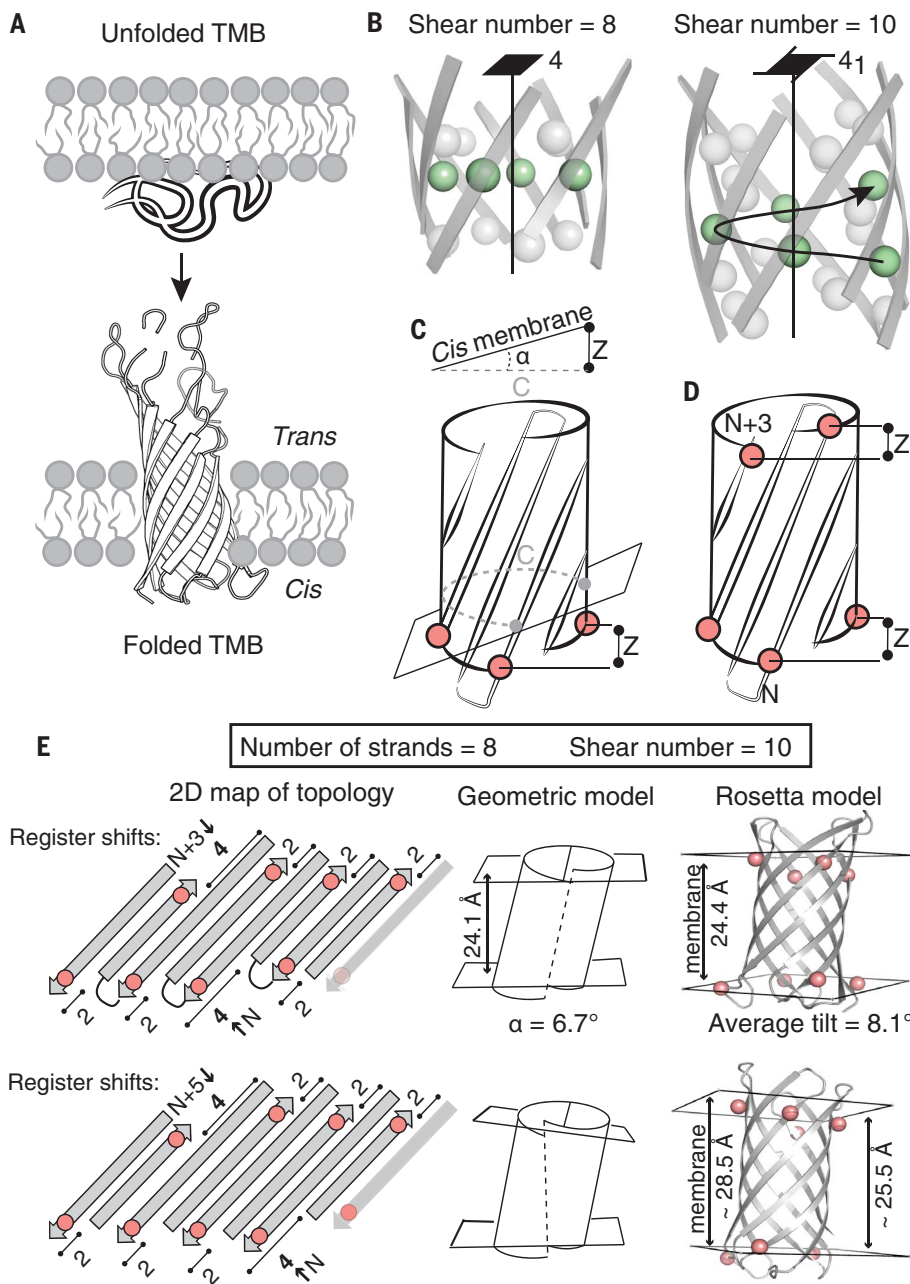 A
Unfolded TMB
Trans
Cis
Folded TMB
B
Shear number = 8
Shear number = 10
4
4₁
C
Cis membrane
α
Z
C
C
Z
D
N+3
Z
Z
N
E
Number of strands = 8 Shear number = 10
2D map of topology
Geometric model
Rosetta model
Register shifts:
N+3↘
4
2
2
2
2
2
4
↑N
2
24.1 Å
α = 6.7°
membrane
24.4 Å
Average tilt = 8.1°
Register shifts:
N+5↘
4
2
2
2
2
2
2
4
↑N
membrane
~ 28.5 Å
~ 25.5 Å